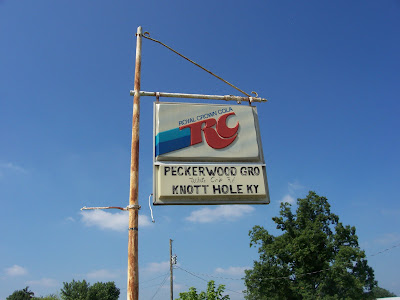 ROYAL CROWN COLA
RC
PECKERWOOD GRO
KNOTT HOLE KY